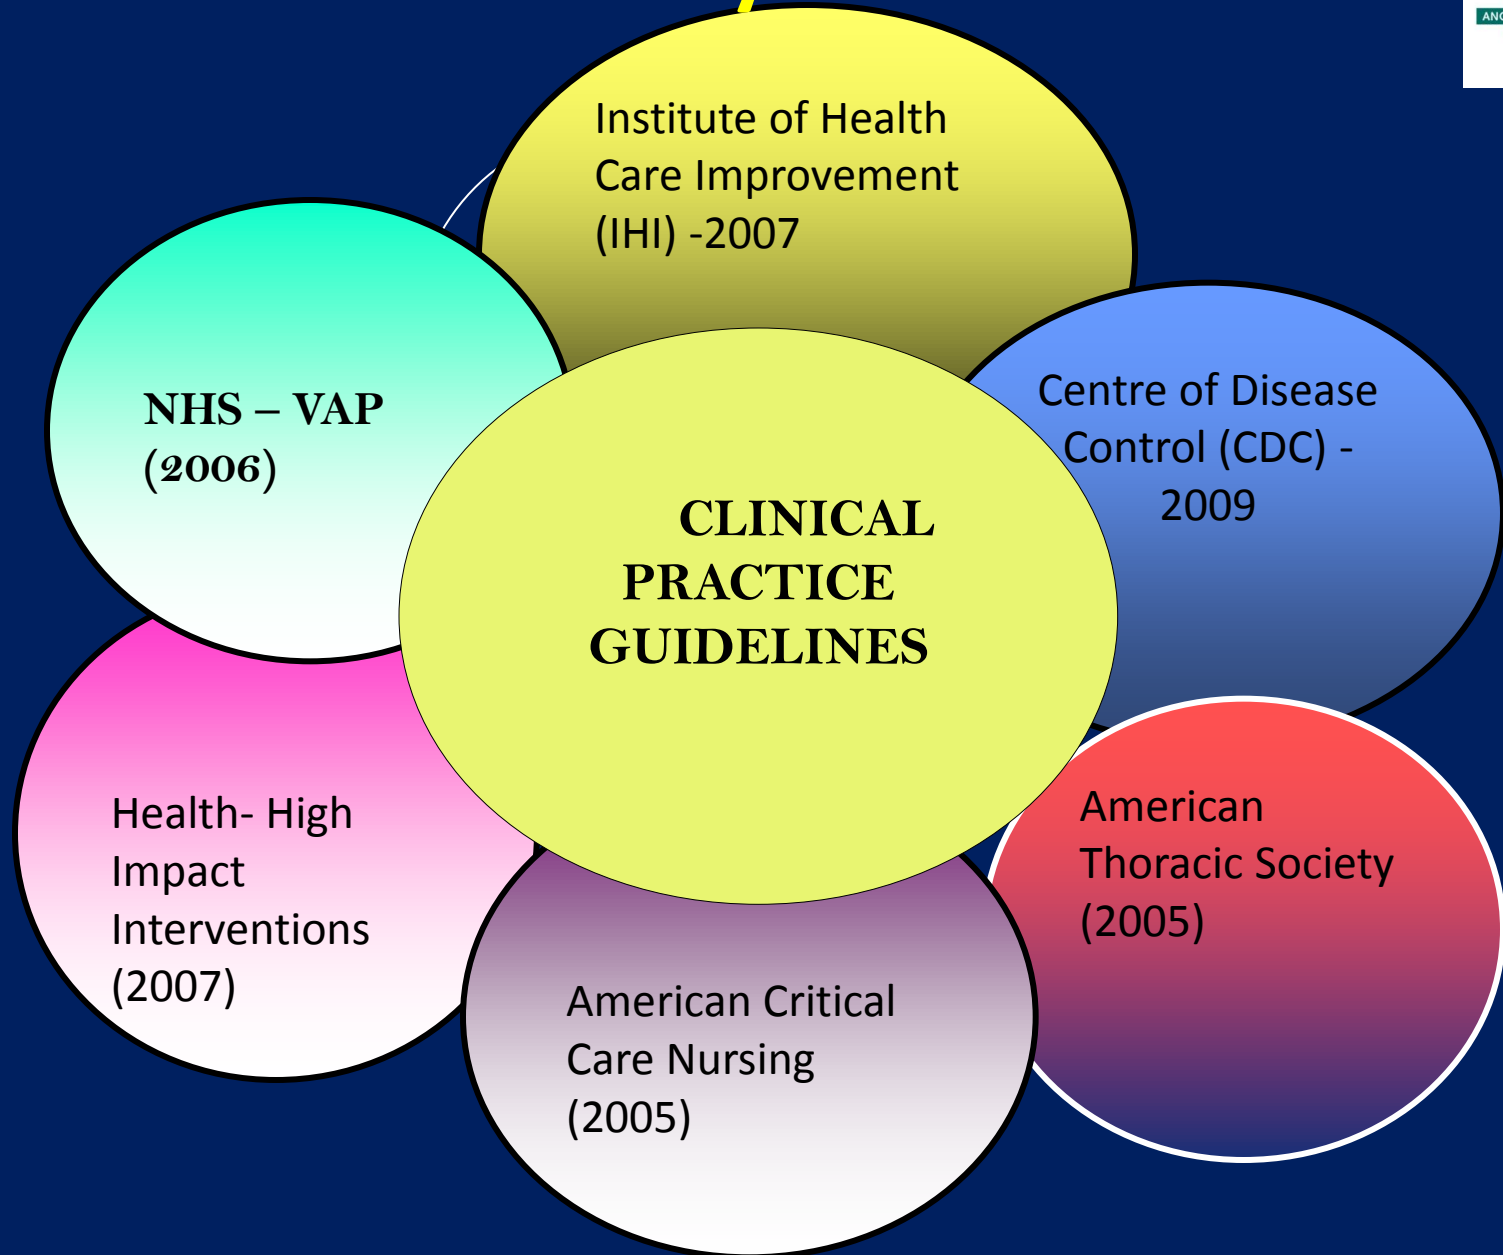 Institute of Health
Care Improvement
(IHI) -2007
NHS – VAP
(2006)
Centre of Disease
Control (CDC) -
2009
CLINICAL
PRACTICE
GUIDELINES
Health- High
Impact
Interventions
(2007)
American
Thoracic Society
(2005)
American Critical
Care Nursing
(2005)